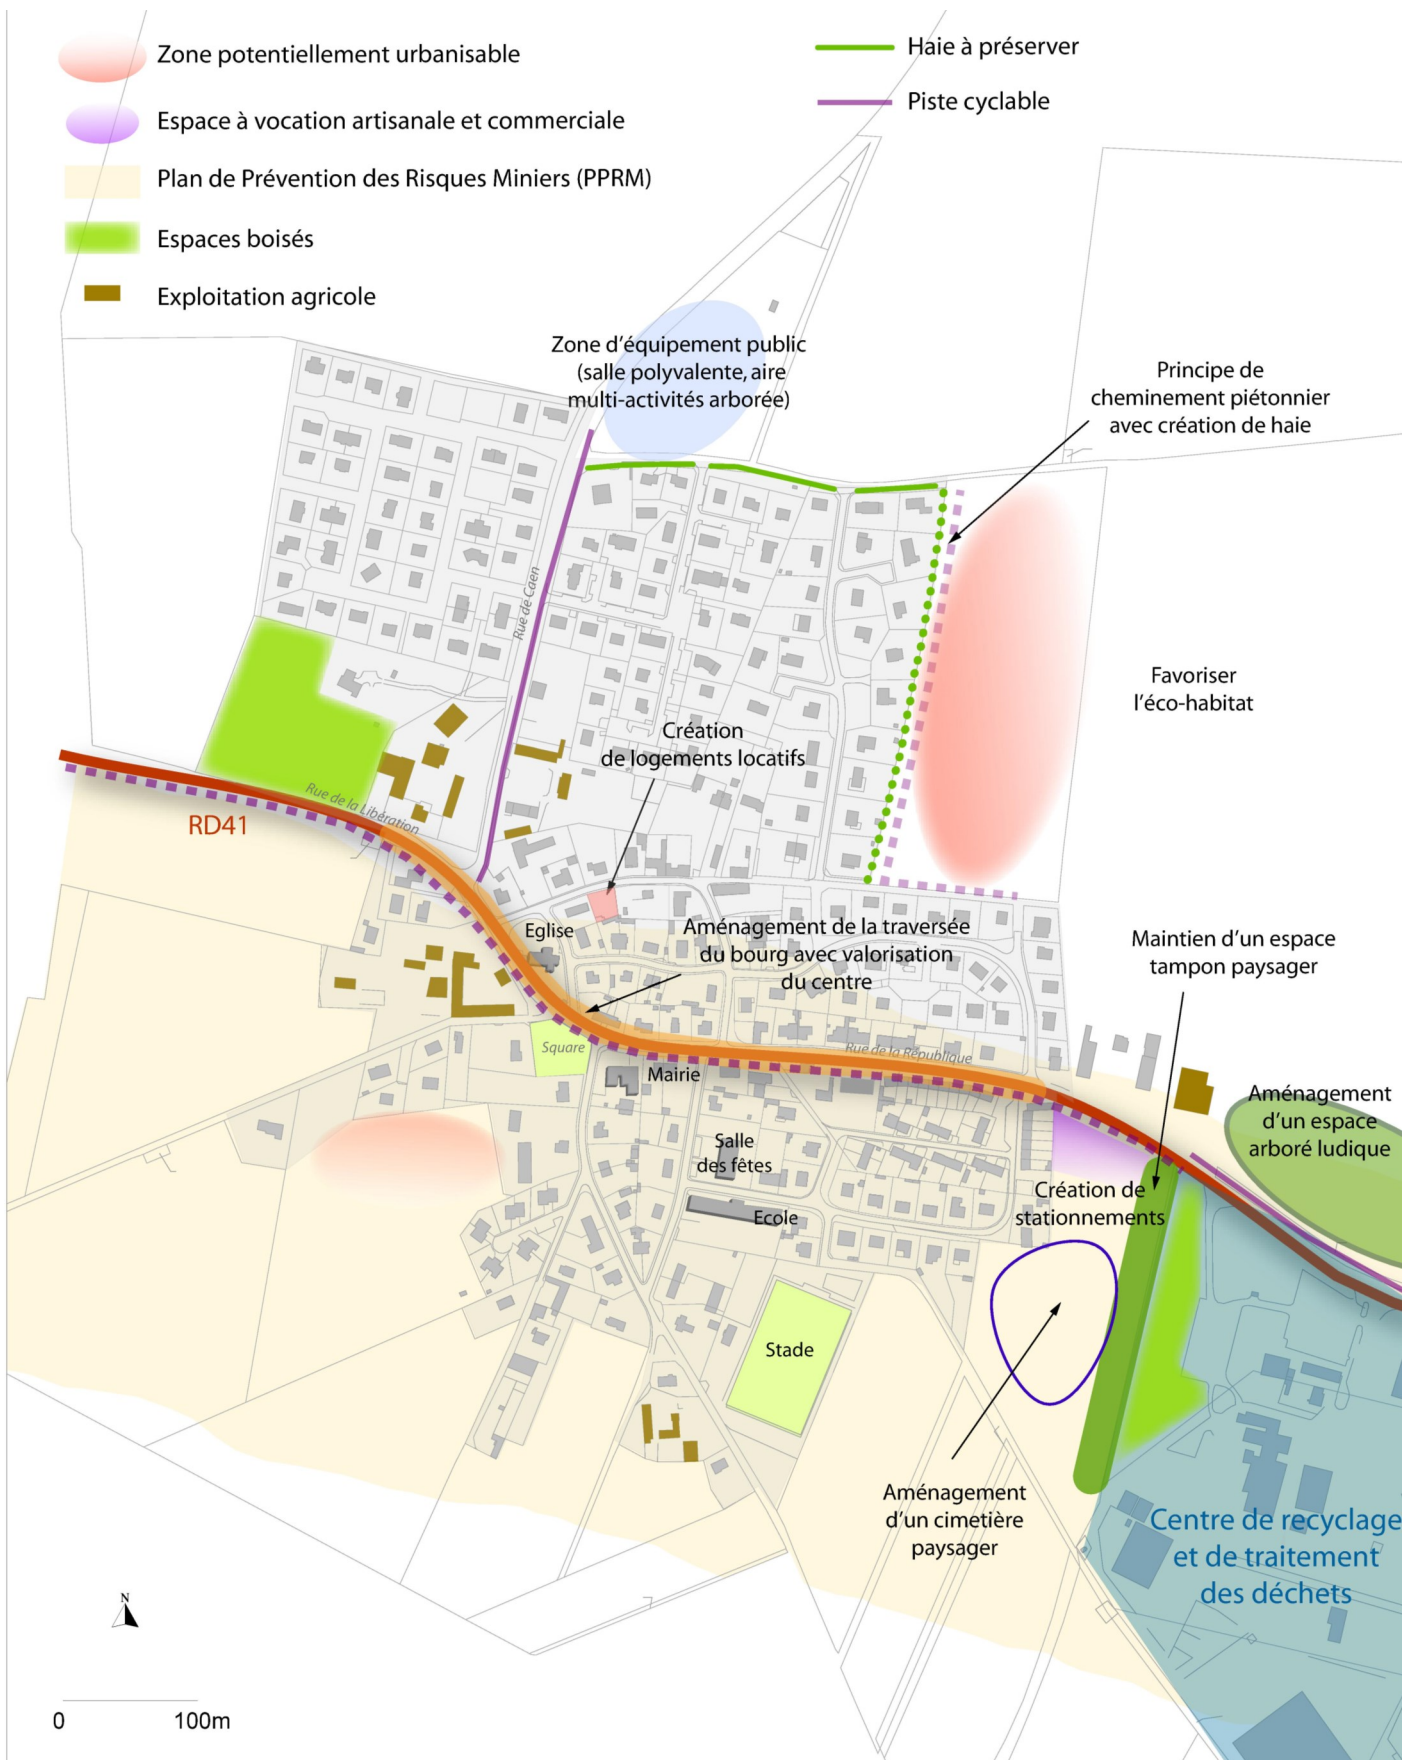 Zone potentiellement urbanisable
Espace à vocation artisanale et commerciale
Plan de Prévention des Risques Miniers (PPRM)
Espaces boisés
Exploitation agricole
Haie à préserver
Piste cyclable
Zone d'équipement public
(salle polyvalente, aire
multi-activités arborée)
Principe de
cheminement piétonnier
avec création de haie
Rue de Caen
Favoriser
l'éco-habitat
Création
de logements locatifs
Rue de la Libération
RD41
Eglise
Aménagement de la traversée
du bourg avec valorisation
du centre
Maintien d'un espace
tampon paysager
Square
Rue de la République
Mairie
Aménagement
d'un espace
arboré ludique
Salle
des fêtes
Création de
stationnements
Ecole
Stade
Aménagement
d'un cimetière
paysager
Centre de recyclage
et de traitement
des déchets
N
0 100m